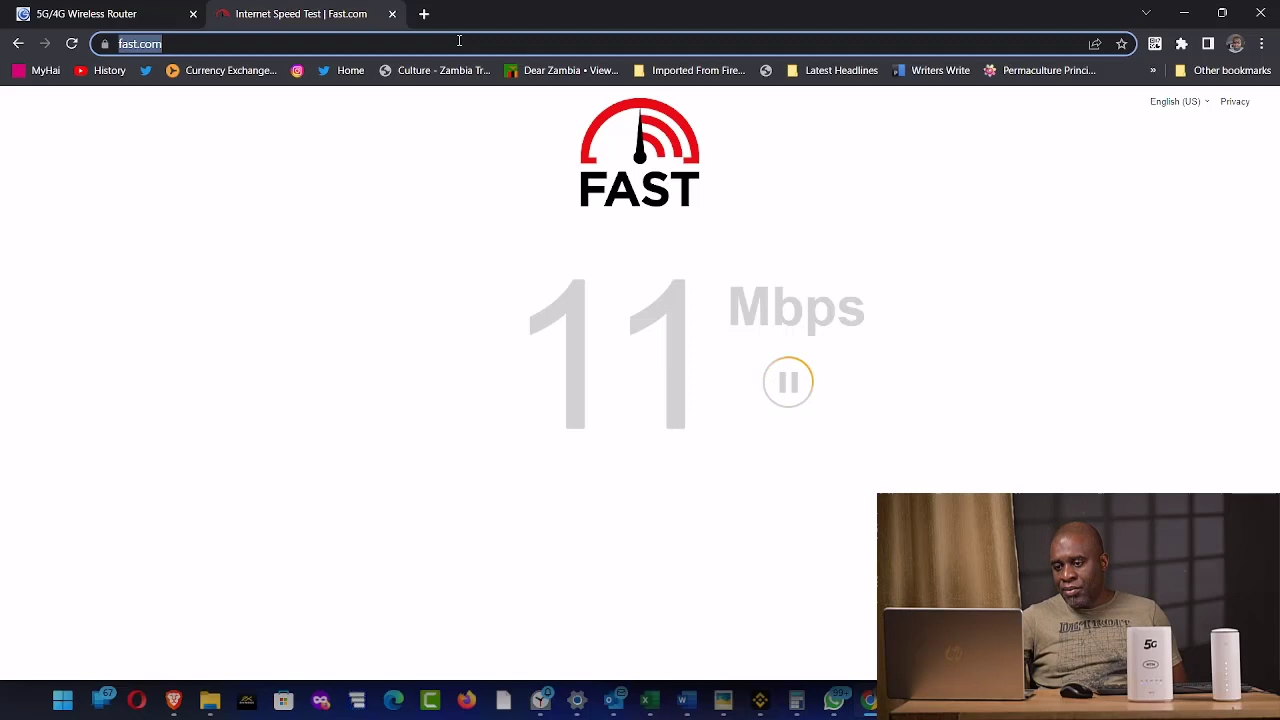 5G/4G Wireless Router
Internet Speed Test | Fast.com
fast.com
MyHai
History
Currency Exchange...
Home
Culture - Zambia Tr...
Dear Zambia • View...
Imported From Fire...
Latest Headlines
Writers Write
Permaculture Princi...
»
Other bookmarks
English (US)
Privacy
FAST
11
Mbps
5G
67
99+